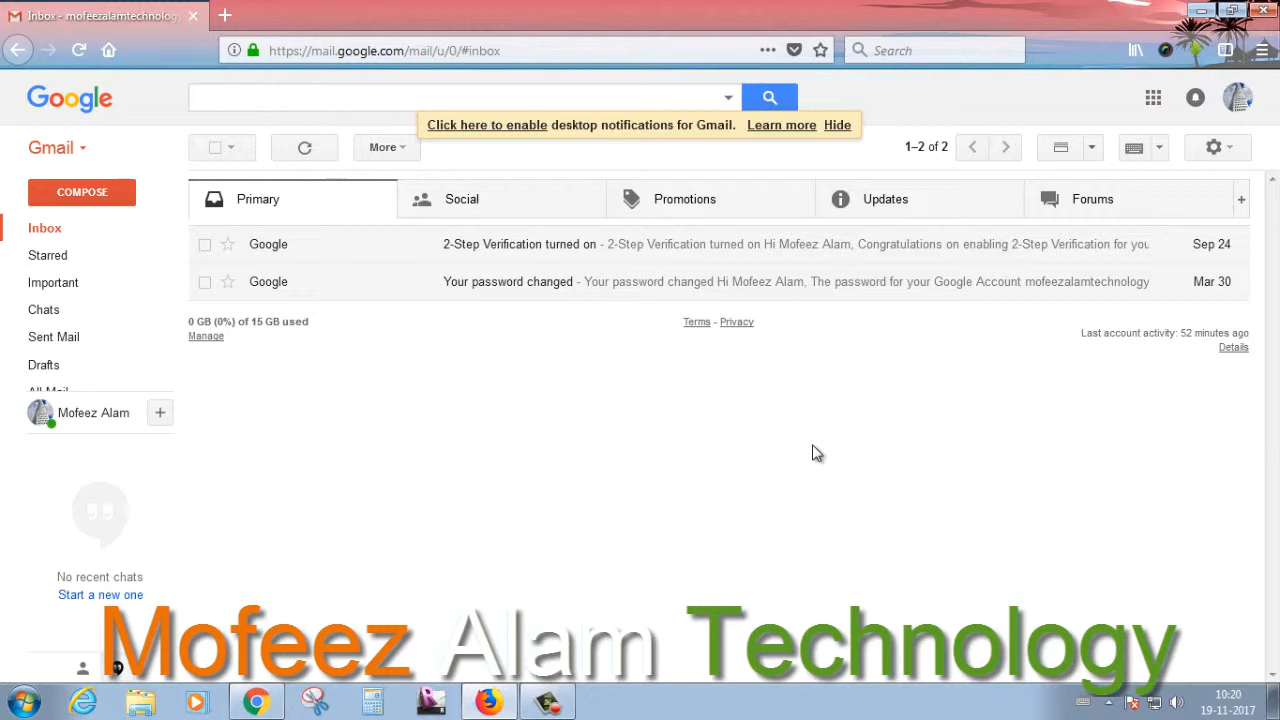 Inbox - mofeezalamtechnology
https://mail.google.com/mail/u/0/#inbox
Search
Google
Click here to enable desktop notifications for Gmail. Learn more Hide
Gmail
More
1–2 of 2
COMPOSE
Primary
Social
Promotions
Updates
Forums
Inbox
Starred
Important
Chats
Sent Mail
Drafts
All Mail
Google 2-Step Verification turned on - 2-Step Verification turned on Hi Mofeez Alam, Congratulations on enabling 2-Step Verification for you Sep 24
Google Your password changed - Your password changed Hi Mofeez Alam, The password for your Google Account mofeezalamtechnology Mar 30
0 GB (0%) of 15 GB used
Manage
Terms - Privacy
Last account activity: 52 minutes ago
Details
Mofeez Alam
No recent chats
Start a new one
Mofeez Alam Technology
10:20
19-11-2017